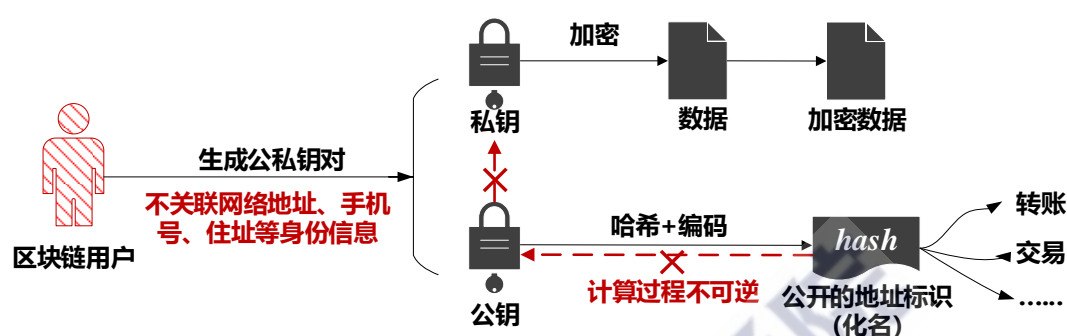 加密
私钥
数据
加密数据
生成公私钥对
不关联网络地址、手机
号、住址等身份信息
区块链用户
哈希+编码
hash
转账
交易
......
计算过程不可逆
公钥
公开的地址标识
(化名)